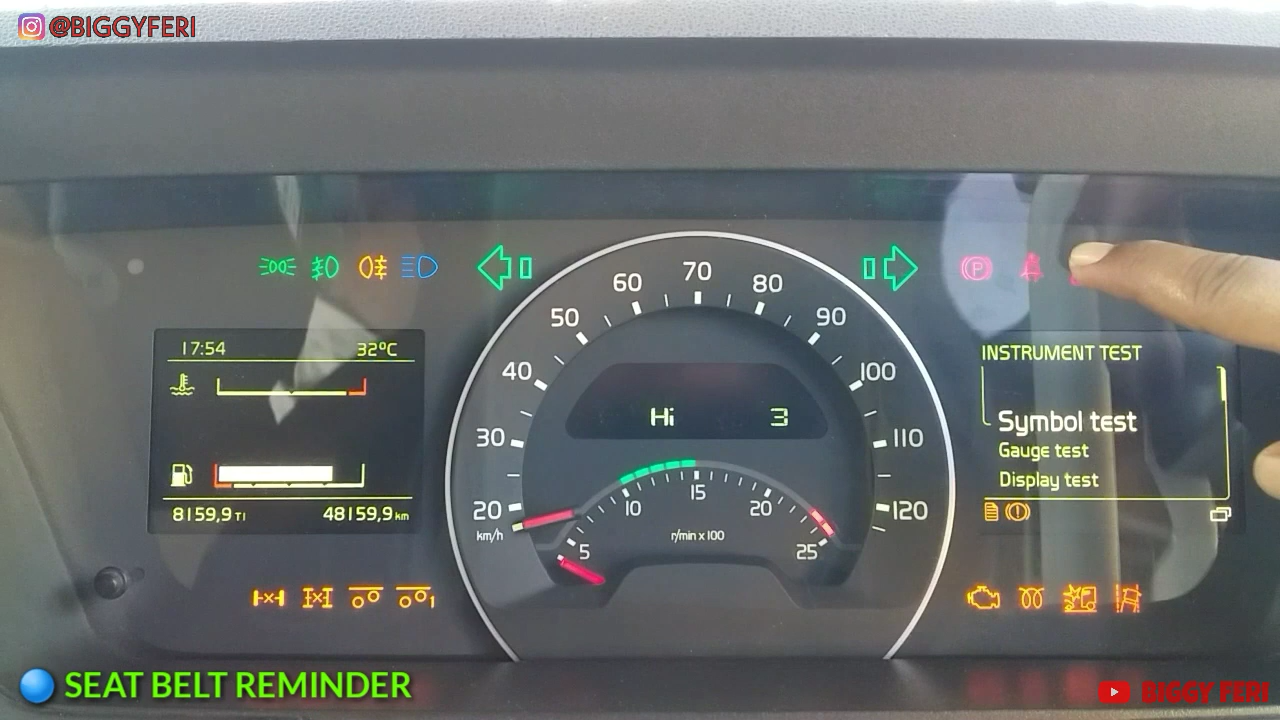 @BIGGYFERI
60
70
80
50
90
40
100
30
110
20
120
km/h
17:54
32°C
8159,9 T1
48159,9 km
Hi 3
10
15
20
5
25
r/min x 100
P
INSTRUMENT TEST
Symbol test
Gauge test
Display test
1
SEAT BELT REMINDER
BIGGY FERI